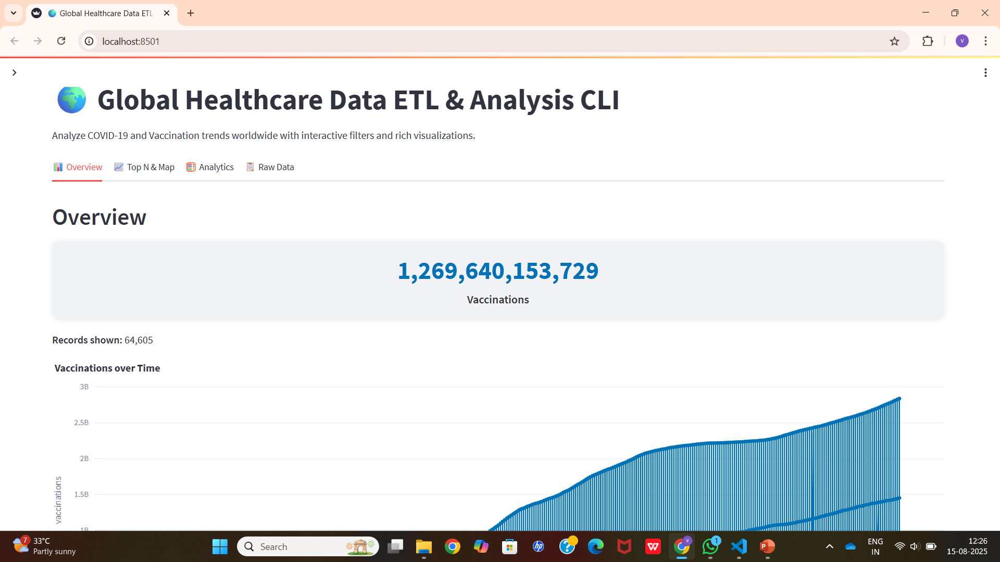 Global Healthcare Data ETL
localhost:8501
V
Global Healthcare Data ETL & Analysis CLI
Analyze COVID-19 and Vaccination trends worldwide with interactive filters and rich visualizations.
Overview
Top N & Map
Analytics
Raw Data
Overview
1,269,640,153,729
Vaccinations
Records shown: 64,605
Vaccinations over Time
3B
2.5B
2B
1.5B
1B
vaccinations
7
33°C
Partly sunny
Search
hp
?
W
V
1
P
ENG
IN
12:26
15-08-2025